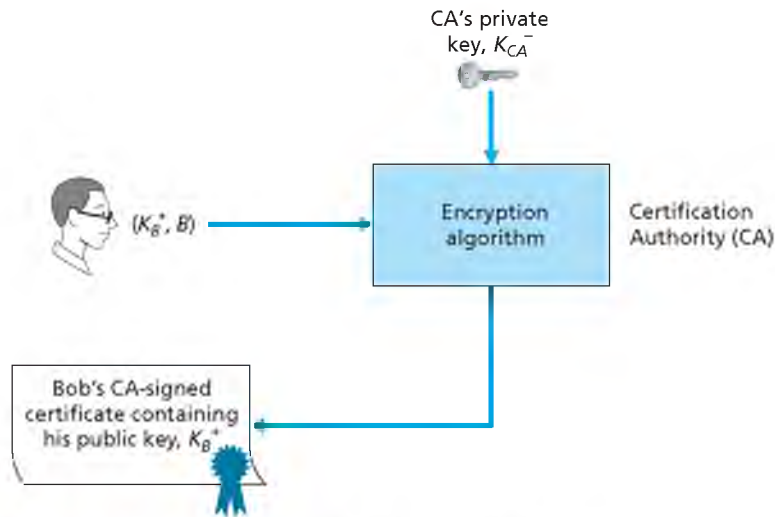 CA's private
key, K_CA⁻
(K_B⁺, B)
Encryption
algorithm
Certification
Authority (CA)
Bob's CA-signed
certificate containing
his public key, K_B⁺